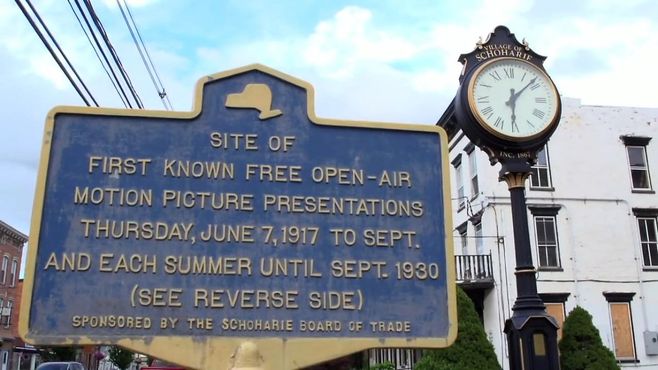 SITE OF
FIRST KNOWN FREE OPEN-AIR
MOTION PICTURE PRESENTATIONS
THURSDAY, JUNE 7, 1917 TO SEPT.
AND EACH SUMMER UNTIL SEPT. 1930
(SEE REVERSE SIDE)
SPONSORED BY THE SCHOHARIE BOARD OF TRADE
VILLAGE OF
SCHOHARIE
INC. 1867